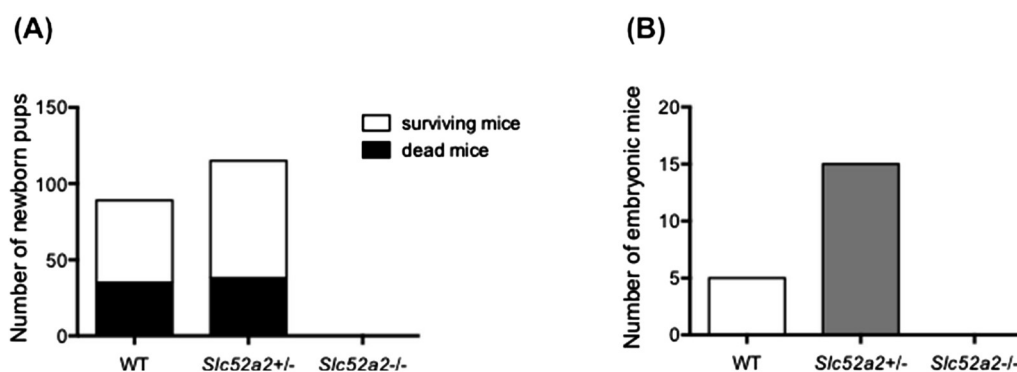 (A)
Number of newborn pups
150
100
50
0
WT
Slc52a2+/-
Slc52a2-/-
surviving mice
dead mice
(B)
Number of embryonic mice
20
15
10
5
0
WT
Slc52a2+/-
Slc52a2-/-